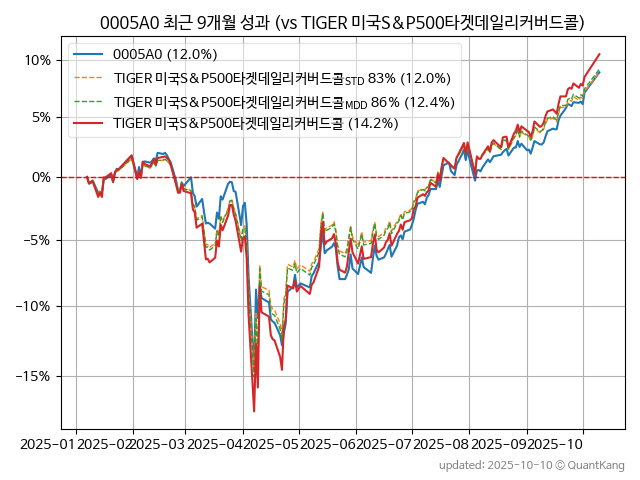 0005A0 최근 9개월 성과 (vs TIGER 미국S&P500타겟데일리커버드콜)
0005A0 (12.0%)
TIGER 미국S&P500타겟데일리커버드콜STD 83% (12.0%)
TIGER 미국S&P500타겟데일리커버드콜MDD 86% (12.4%)
TIGER 미국S&P500타겟데일리커버드콜 (14.2%)
10%
5%
0%
−5%
−10%
−15%
2025-01 2025-02 2025-03 2025-04 2025-05 2025-06 2025-07 2025-08 2025-09 2025-10
updated: 2025-10-10 © QuantKang